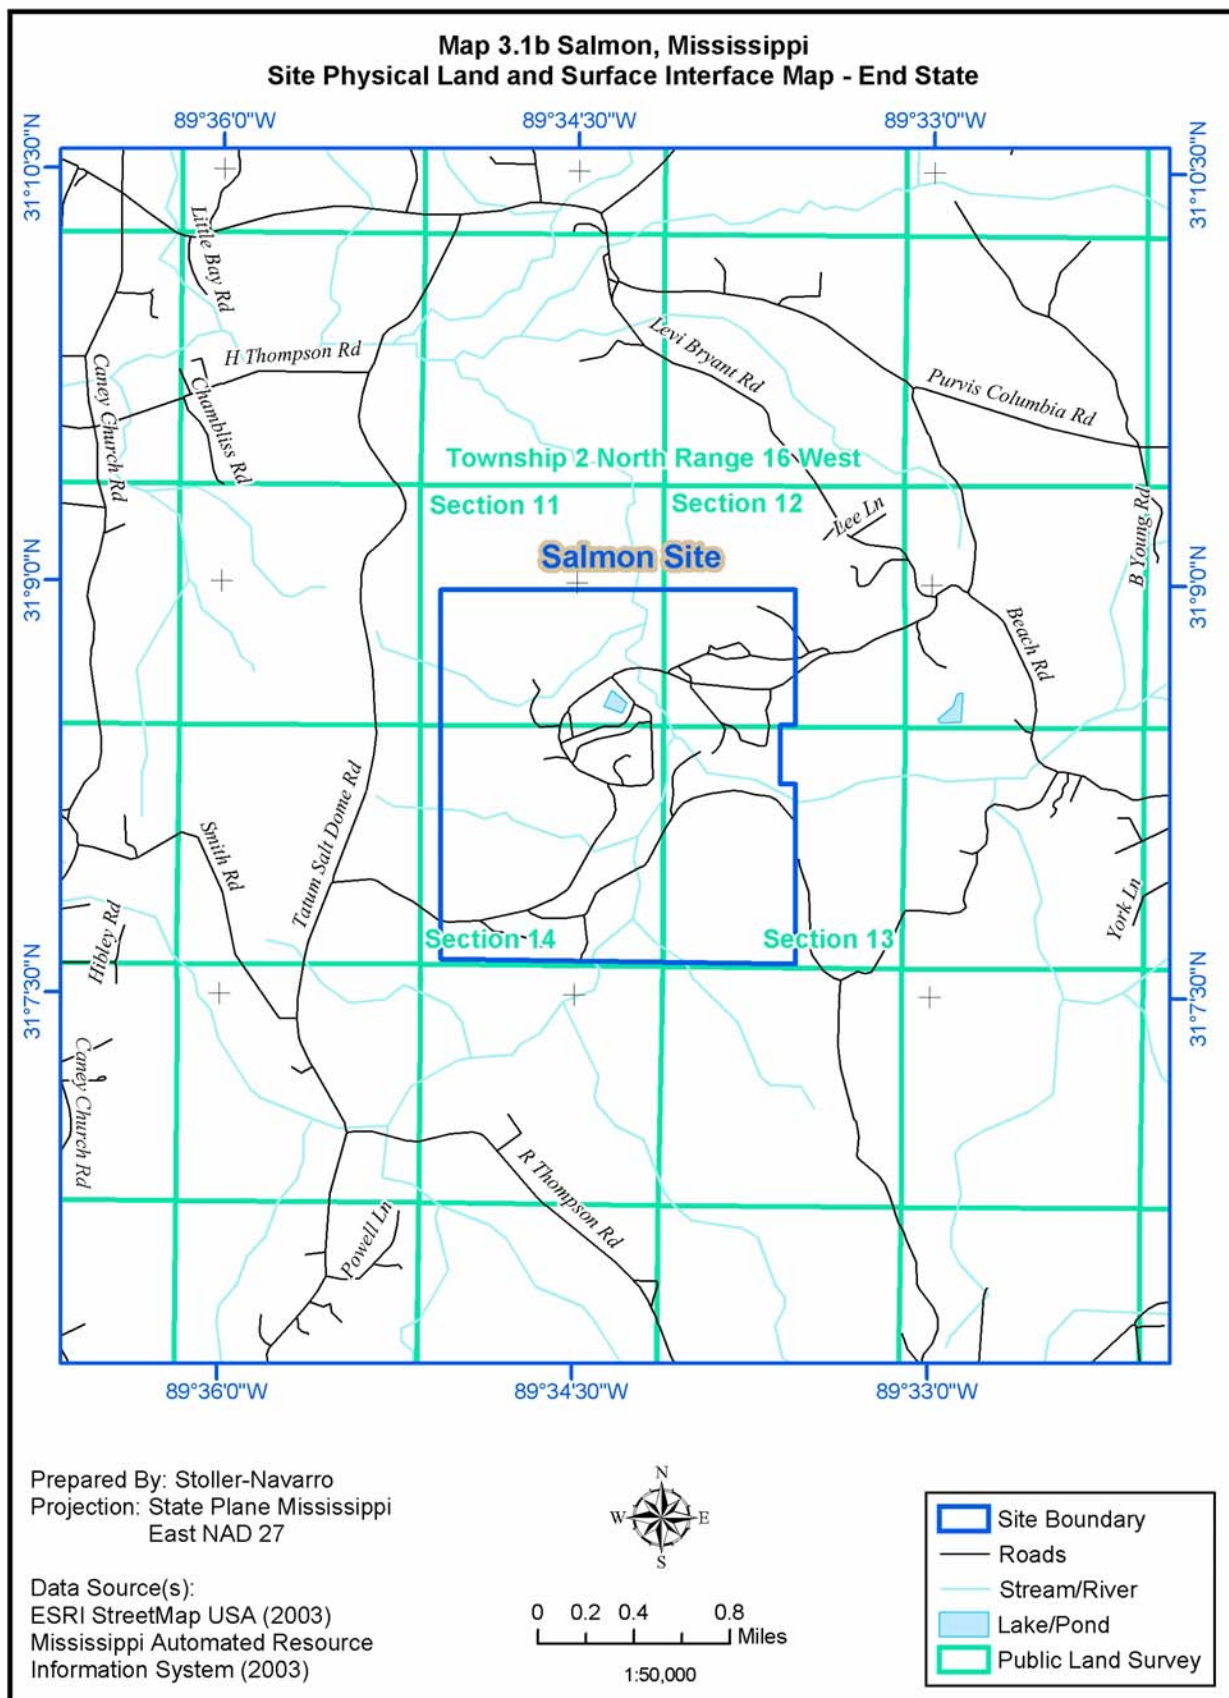 Map 3.1b Salmon, Mississippi
Site Physical Land and Surface Interface Map - End State
89°36'0"W
89°34'30"W
89°33'0"W
31°10'30"N
31°10'30"N
Little Bay Rd
H Thompson Rd
Levi Bryant Rd
Caney Church Rd
Chambliss Rd
Purvis Columbia Rd
Township 2 North Range 16 West
Section 11
Section 12
Lee Ln
B Young Rd
Salmon Site
31°9'0"N
31°9'0"N
Beach Rd
Tatum Salt Dome Rd
Smith Rd
Hibley Rd
York Ln
Section 14
Section 13
31°7'30"N
31°7'30"N
Caney Church Rd
R Thompson Rd
Powell Ln
89°36'0"W
89°34'30"W
89°33'0"W
Prepared By: Stoller-Navarro
Projection: State Plane Mississippi
East NAD 27
Data Source(s):
ESRI StreetMap USA (2003)
Mississippi Automated Resource
Information System (2003)
N
W
E
S
0 0.2 0.4 0.8
Miles
1:50,000
Site Boundary
Roads
Stream/River
Lake/Pond
Public Land Survey